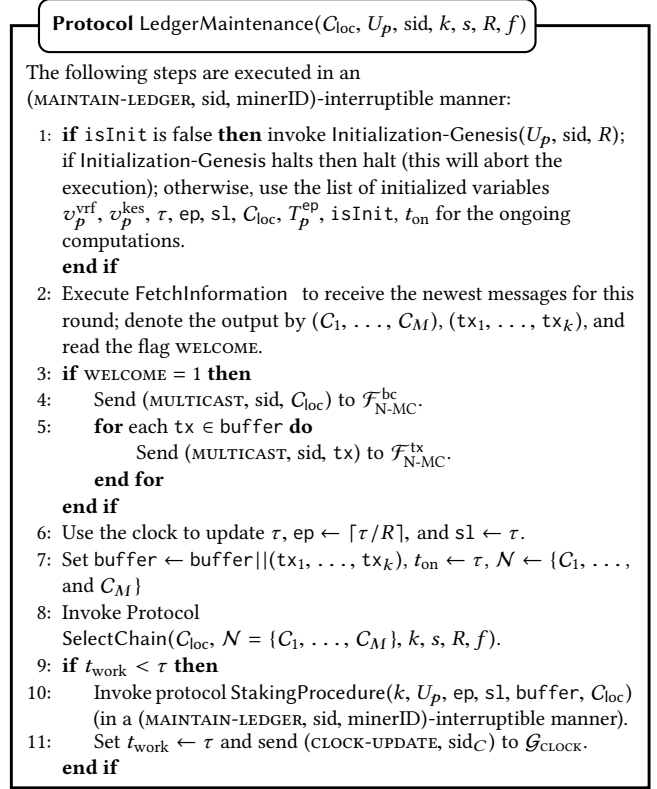 Protocol LedgerMaintenance(𝒞_loc, U_p, sid, k, s, R, f)
The following steps are executed in an
(MAINTAIN-LEDGER, sid, minerID)-interruptible manner:
1: if isInit is false then invoke Initialization-Genesis(U_p, sid, R);
if Initialization-Genesis halts then halt (this will abort the
execution); otherwise, use the list of initialized variables
v_p^vrf, v_p^kes, τ, ep, sl, 𝒞_loc, T_p^ep, isInit, t_on for the ongoing
computations.
end if
2: Execute FetchInformation to receive the newest messages for this
round; denote the output by (𝒞_1, . . . , 𝒞_M), (tx_1, . . . , tx_k), and
read the flag WELCOME.
3: if WELCOME = 1 then
4: Send (MULTICAST, sid, 𝒞_loc) to ℱ_N-MC^bc.
5: for each tx ∈ buffer do
Send (MULTICAST, sid, tx) to ℱ_N-MC^tx.
end for
end if
6: Use the clock to update τ, ep ← ⌈τ/R⌉, and sl ← τ.
7: Set buffer ← buffer||(tx_1, . . . , tx_k), t_on ← τ, 𝒩 ← {𝒞_1, . . . ,
and 𝒞_M}
8: Invoke Protocol
SelectChain(𝒞_loc, 𝒩 = {𝒞_1, . . . , 𝒞_M}, k, s, R, f).
9: if t_work < τ then
10: Invoke protocol StakingProcedure(k, U_p, ep, sl, buffer, 𝒞_loc)
(in a (MAINTAIN-LEDGER, sid, minerID)-interruptible manner).
11: Set t_work ← τ and send (CLOCK-UPDATE, sid_C) to 𝒢_CLOCK.
end if